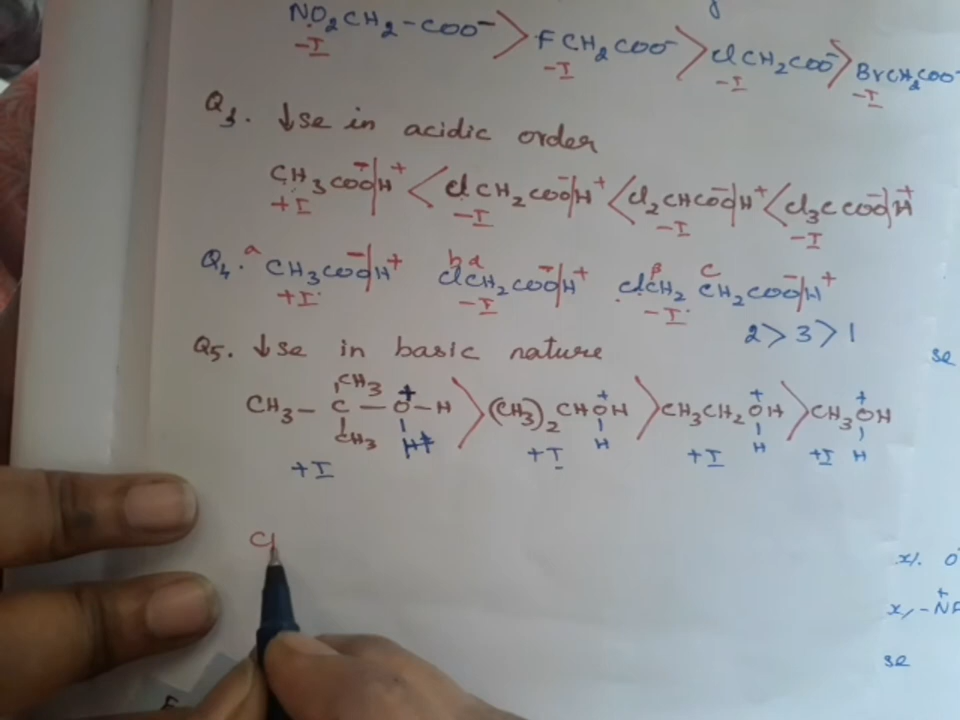 NO2CH2-COO⁻ > FCH2COO⁻ > ClCH2COO⁻ > BrCH2COO⁻
-I -I -I -I
Q3. ↓se in acidic order
CH3COO⁻|H⁺ < ClCH2COO⁻|H⁺ < Cl2CHCOO⁻|H⁺ < Cl3CCOO⁻|H⁺
+I -I -I -I
a b α β c
Q4. CH3COO⁻|H⁺ ClCH2COO⁻|H⁺ ClCH2 CH2COO⁻|H⁺
+I -I -I
2 > 3 > 1
se
Q5. ↓se in basic nature
CH3
CH3-C-O⁺-H > (CH3)2CHO⁺H > CH3CH2O⁺H > CH3O⁺H
CH3 H⁺ H H H
+I +I +I +I
C
se